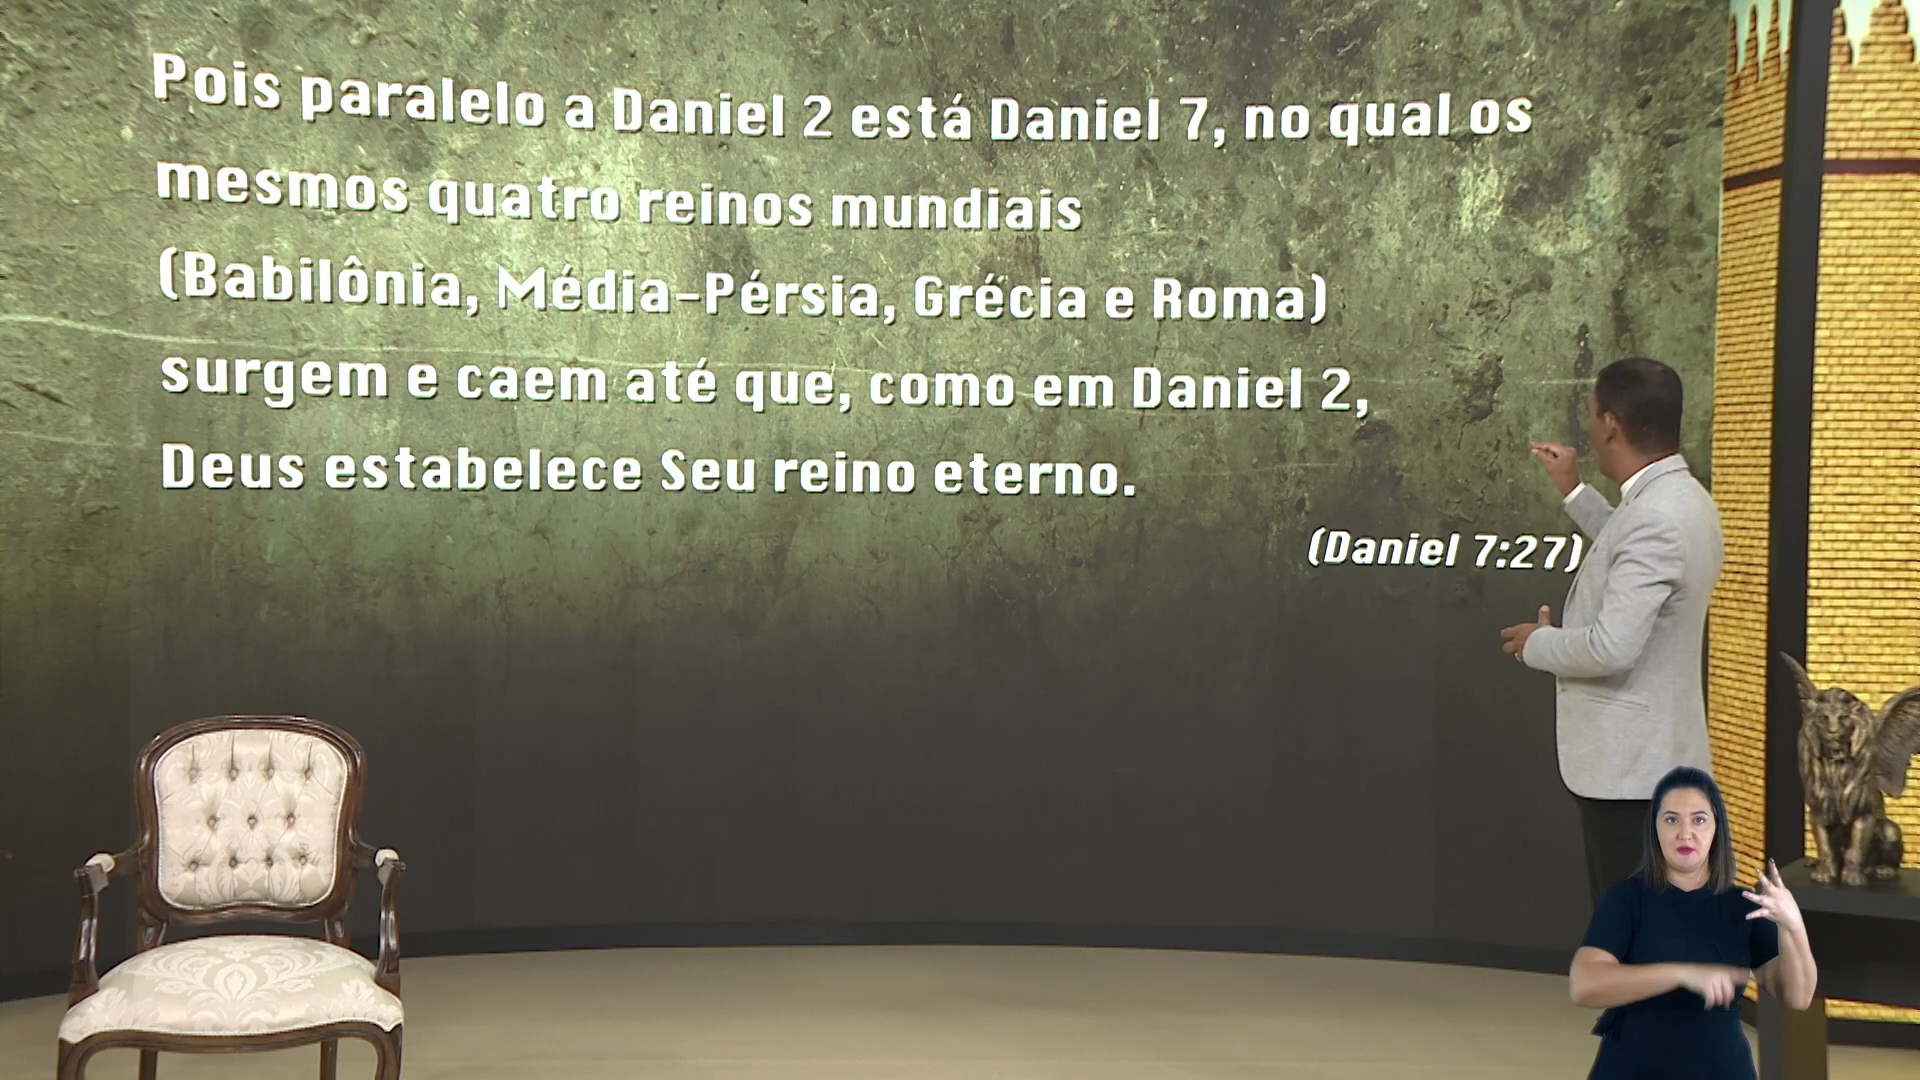 Pois paralelo a Daniel 2 está Daniel 7, no qual os
mesmos quatro reinos mundiais
(Babilônia, Média-Pérsia, Grécia e Roma)
surgem e caem até que, como em Daniel 2,
Deus estabelece Seu reino eterno.
(Daniel 7:27)